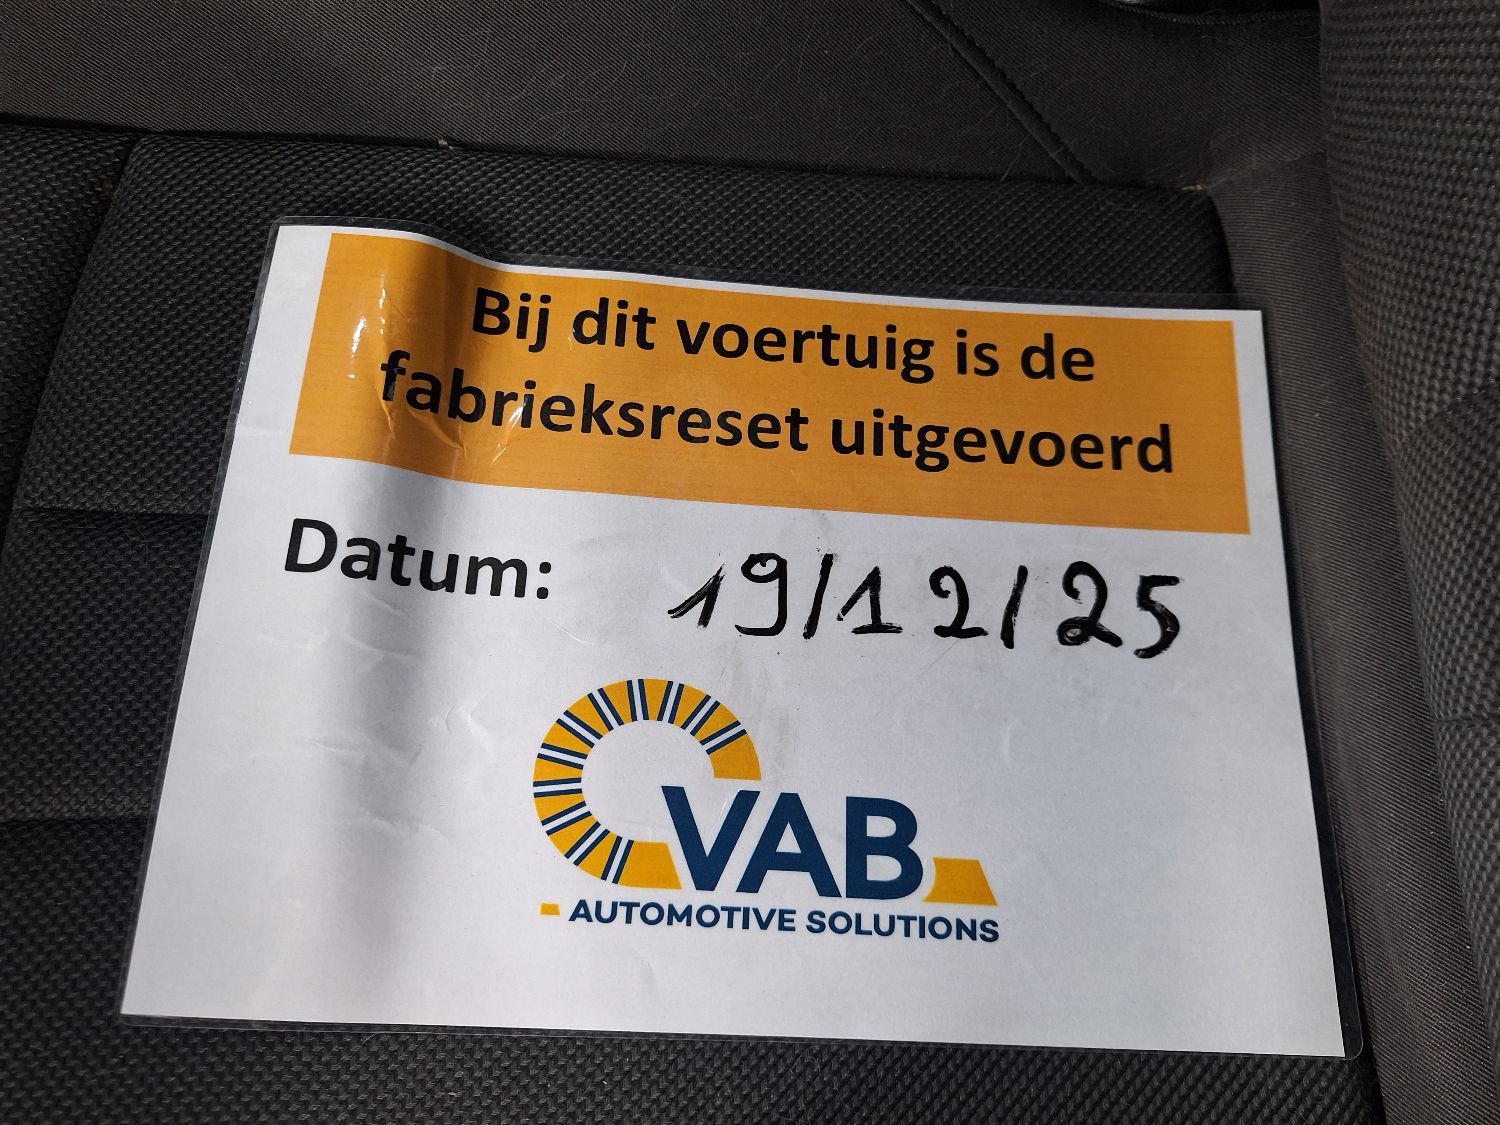 Bij dit voertuig is de
fabrieksreset uitgevoerd
Datum: 19/12/25
VAB
AUTOMOTIVE SOLUTIONS